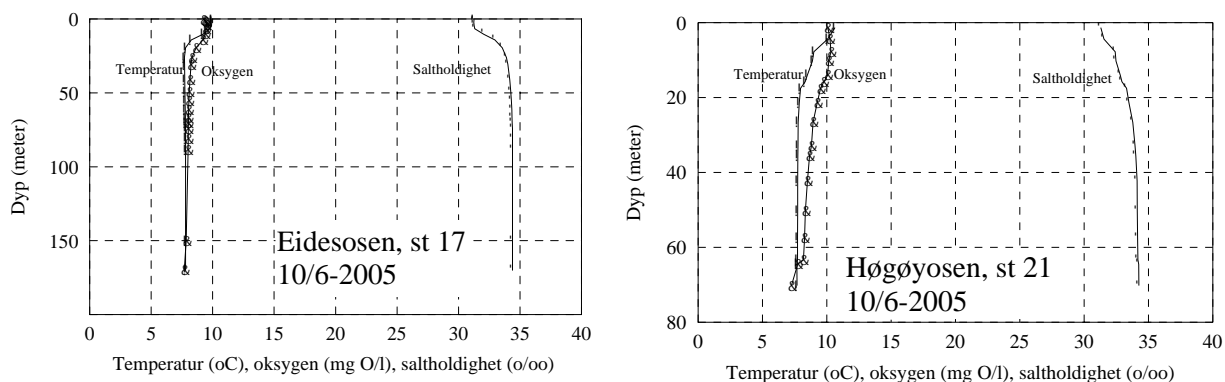 0
50
100
150
Dyp (meter)
Temperatur
Oksygen
Saltholdighet
Eidesosen, st 17
10/6-2005
0 5 10 15 20 25 30 35 40
Temperatur (oC), oksygen (mg O/l), saltholdighet (o/oo)
0
20
40
60
80
Dyp (meter)
Temperatur
Oksygen
Saltholdighet
Høgøyosen, st 21
10/6-2005
0 5 10 15 20 25 30 35 40
Temperatur (oC), oksygen (mg O/l), saltholdighet (o/oo)